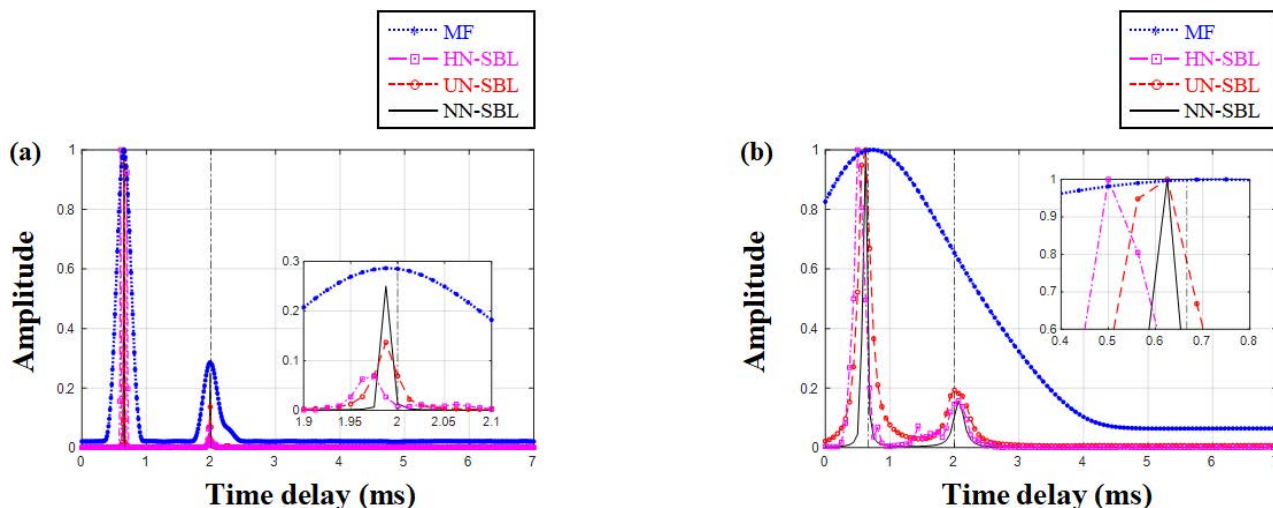 MF
HN-SBL
UN-SBL
NN-SBL
MF
HN-SBL
UN-SBL
NN-SBL
(a)
1
0.8
0.6
0.4
0.2
0
0 1 2 3 4 5 6 7
Amplitude
Time delay (ms)
0.3
0.2
0.1
0
1.9 1.95 2 2.05 2.1
(b)
1
0.8
0.6
0.4
0.2
0
0 1 2 3 4 5 6 7
Amplitude
Time delay (ms)
1
0.9
0.8
0.7
0.6
0.4 0.5 0.6 0.7 0.8